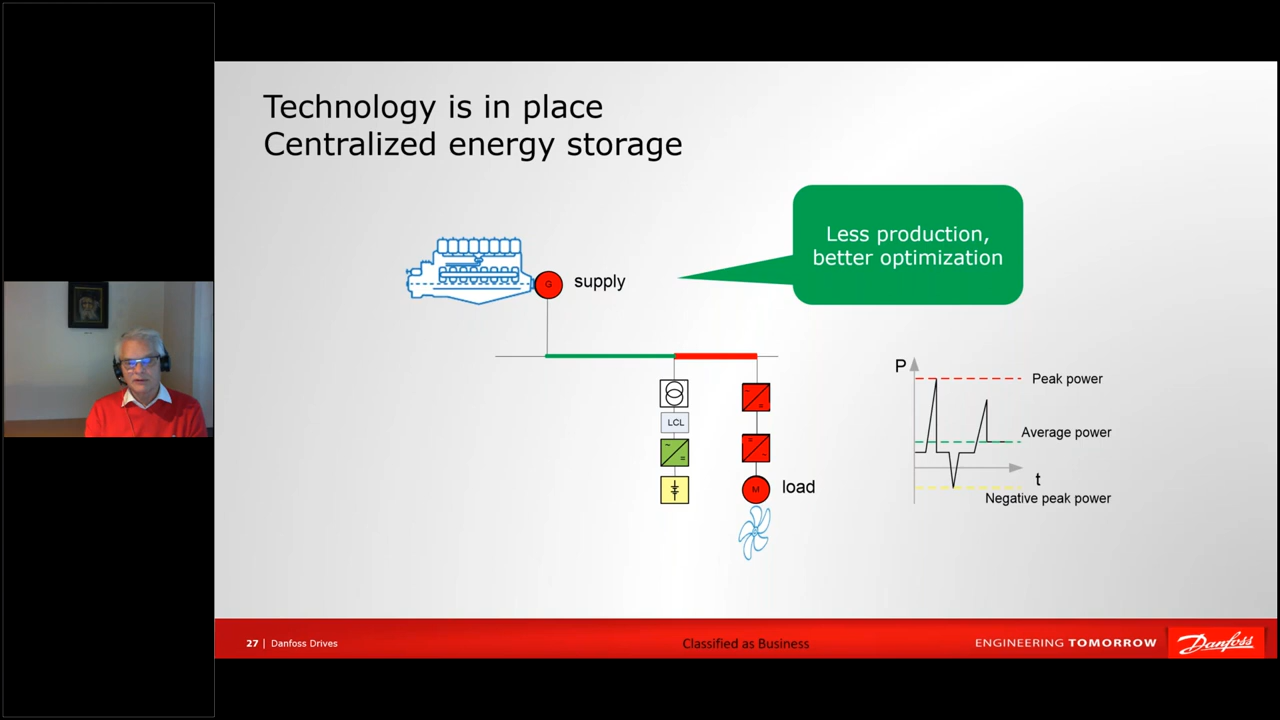 Technology is in place
Centralized energy storage
Less production,
better optimization
G
supply
LCL
M
load
P
Peak power
Average power
t
Negative peak power
27 | Danfoss Drives
Classified as Business
ENGINEERING TOMORROW
Danfoss